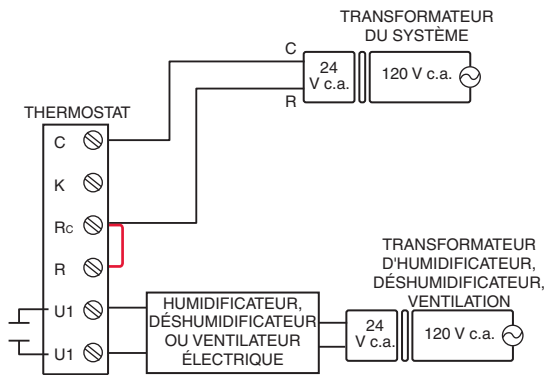 TRANSFORMATEUR
DU SYSTÈME
C
24
V c.a.
120 V c.a.
R
THERMOSTAT
C
K
Rc
R
U1
U1
HUMIDIFICATEUR,
DÉSHUMIDIFICATEUR
OU VENTILATEUR
ÉLECTRIQUE
TRANSFORMATEUR
D'HUMIDIFICATEUR,
DÉSHUMIDIFICATEUR,
VENTILATION
24
V c.a.
120 V c.a.